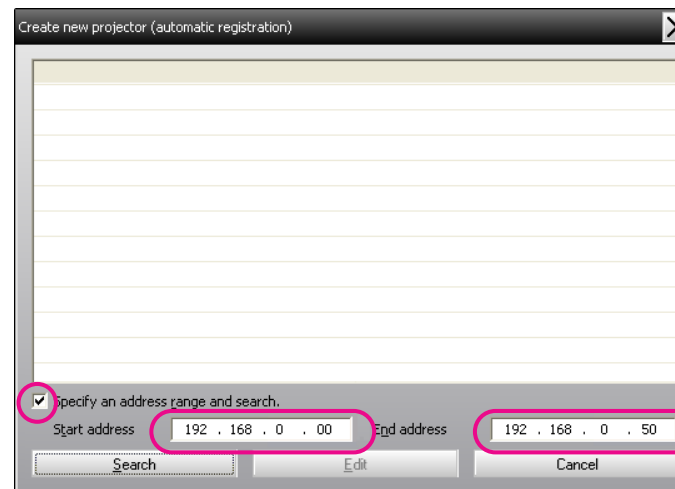 Create new projector (automatic registration)
Specify an address range and search.
Start address 192 . 168 . 0 . 00 End address 192 . 168 . 0 . 50
Search Edit Cancel